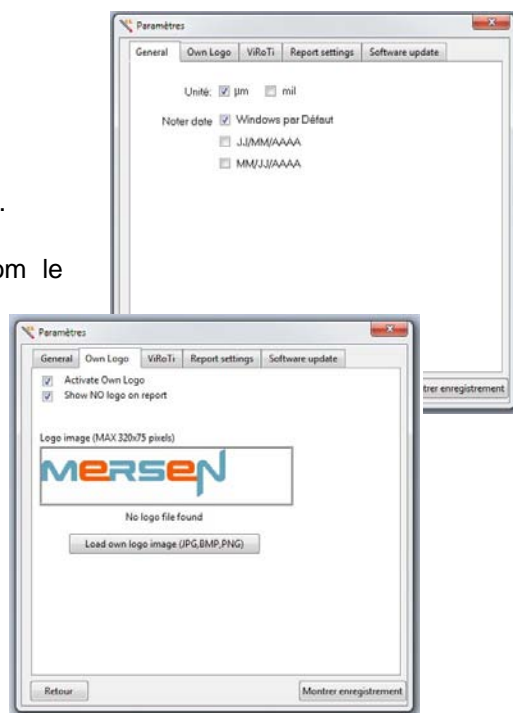 Paramètres
General Own Logo ViRoTi Report settings Software update
Unité: µm mil
Noter date Windows par Défaut
JJ/MM/AAAA
MM/JJ/AAAA
.
om le
trer enregistrement
Paramètres
General Own Logo ViRoTi Report settings Software update
Activate Own Logo
Show NO logo on report
Logo image (MAX 320x75 pixels)
MERSEN
No logo file found
Load own logo image (JPG,BMP,PNG)
Retour Montrer enregistrement